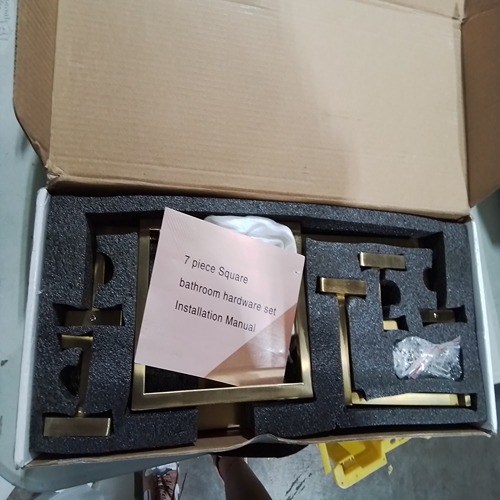 7 piece Square
bathroom hardware set
Installation Manual